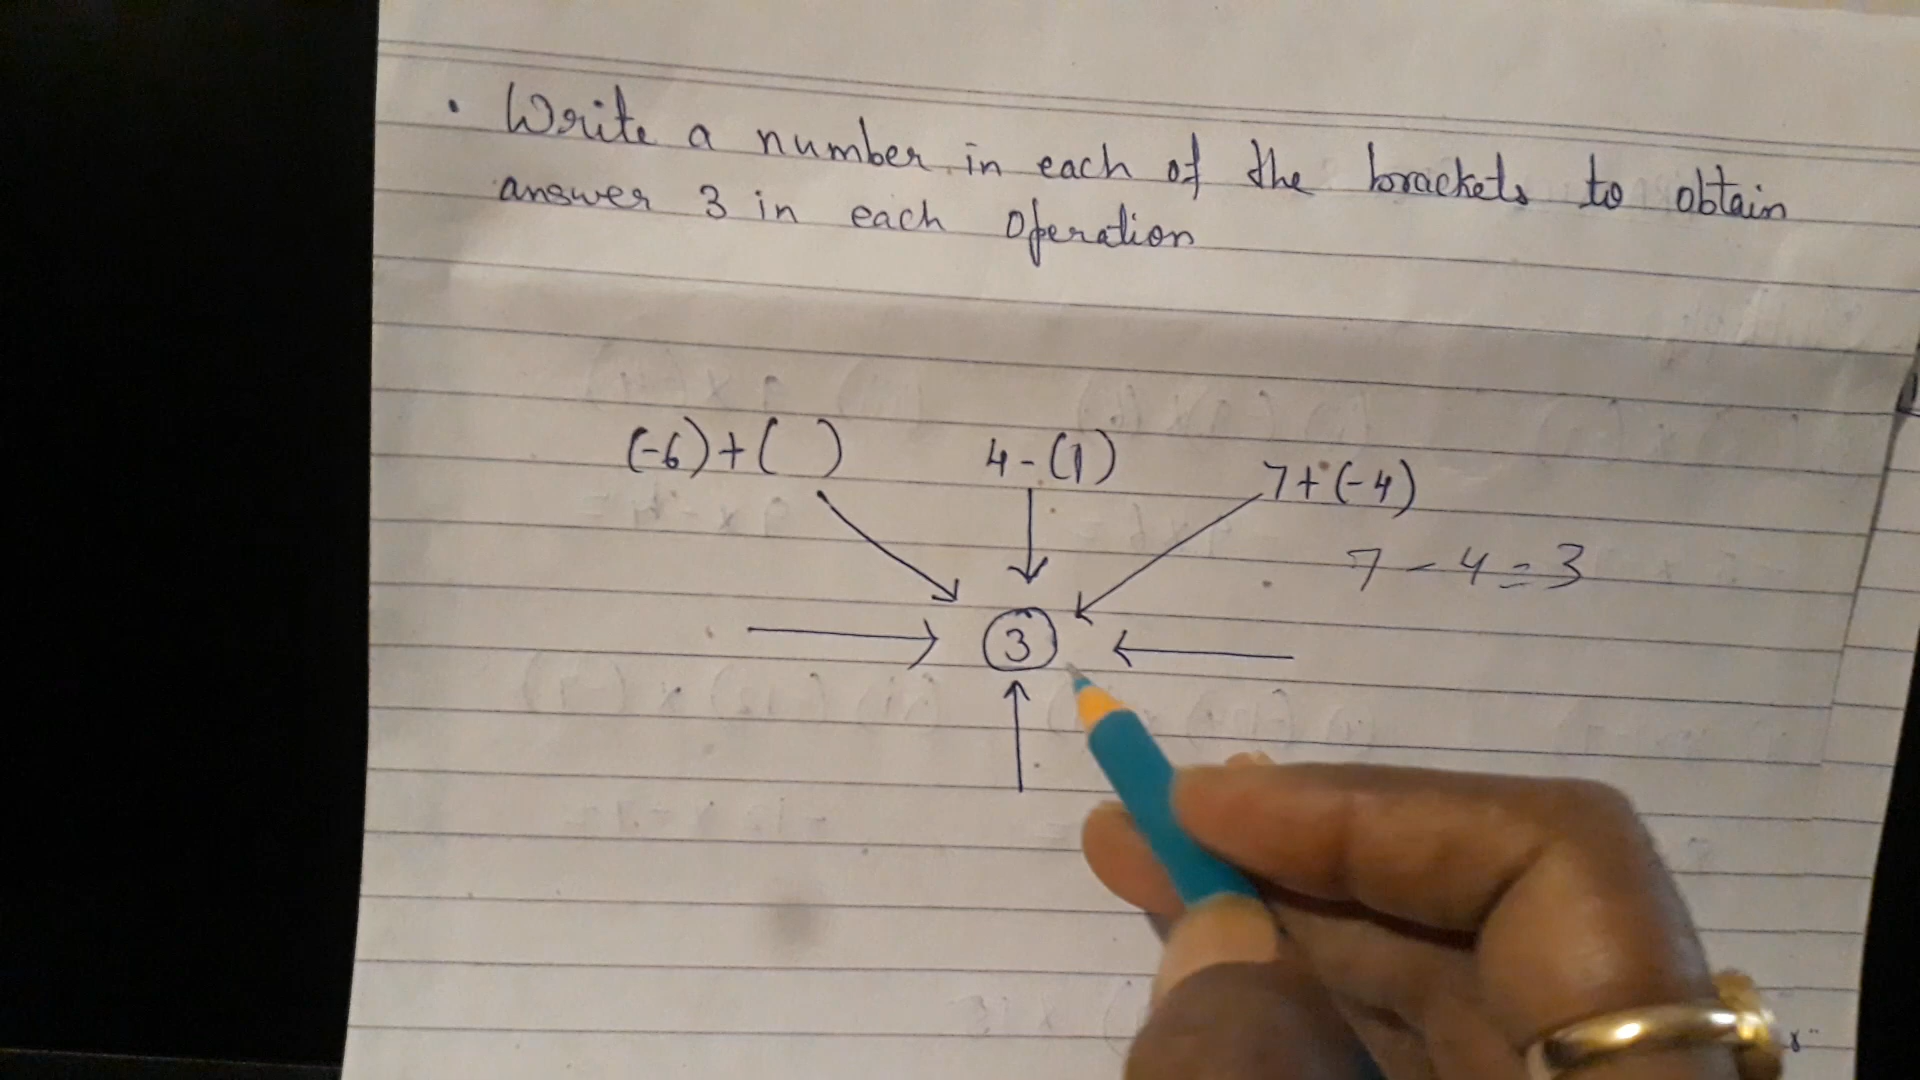 • Write a number in each of the brackets to obtain
answer 3 in each operation
(-6)+( ) 4-(1) 7+(-4)
7-4=3
3